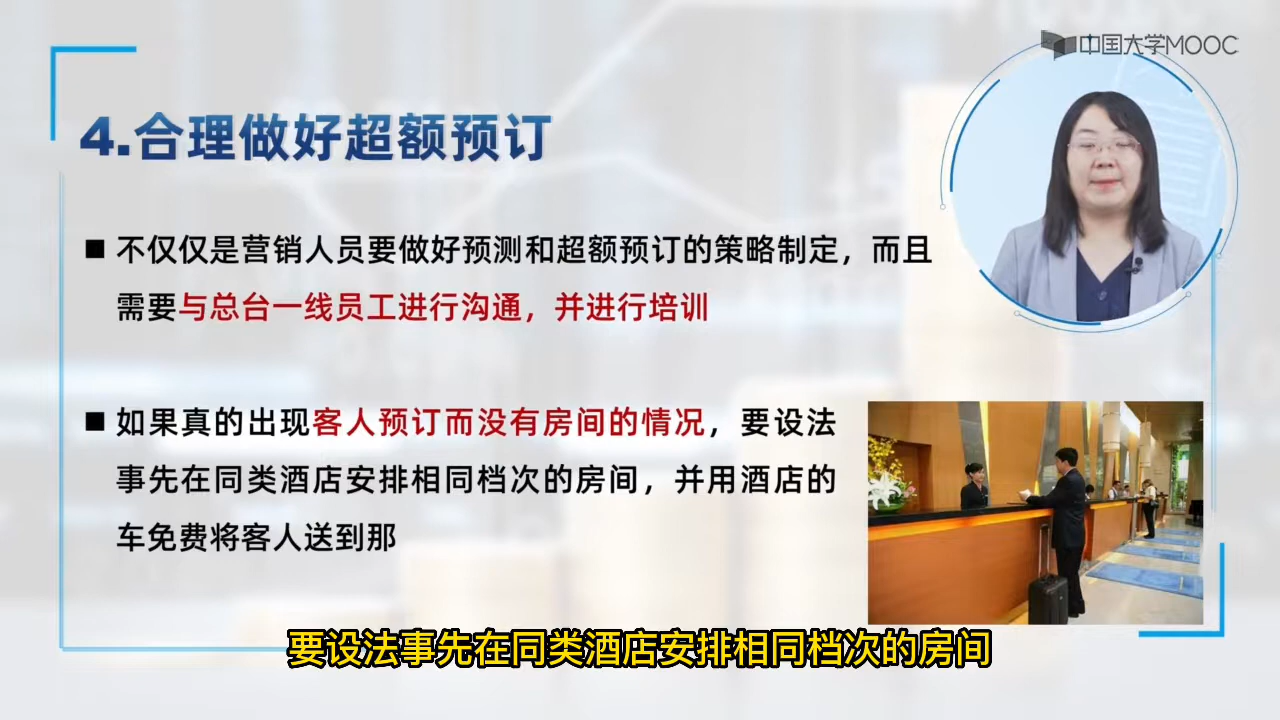 中国大学MOOC
4.合理做好超额预订
■ 不仅仅是营销人员要做好预测和超额预订的策略制定，而且
需要与总台一线员工进行沟通，并进行培训
■ 如果真的出现客人预订而没有房间的情况，要设法
事先在同类酒店安排相同档次的房间，并用酒店的
车免费将客人送到那
要设法事先在同类酒店安排相同档次的房间